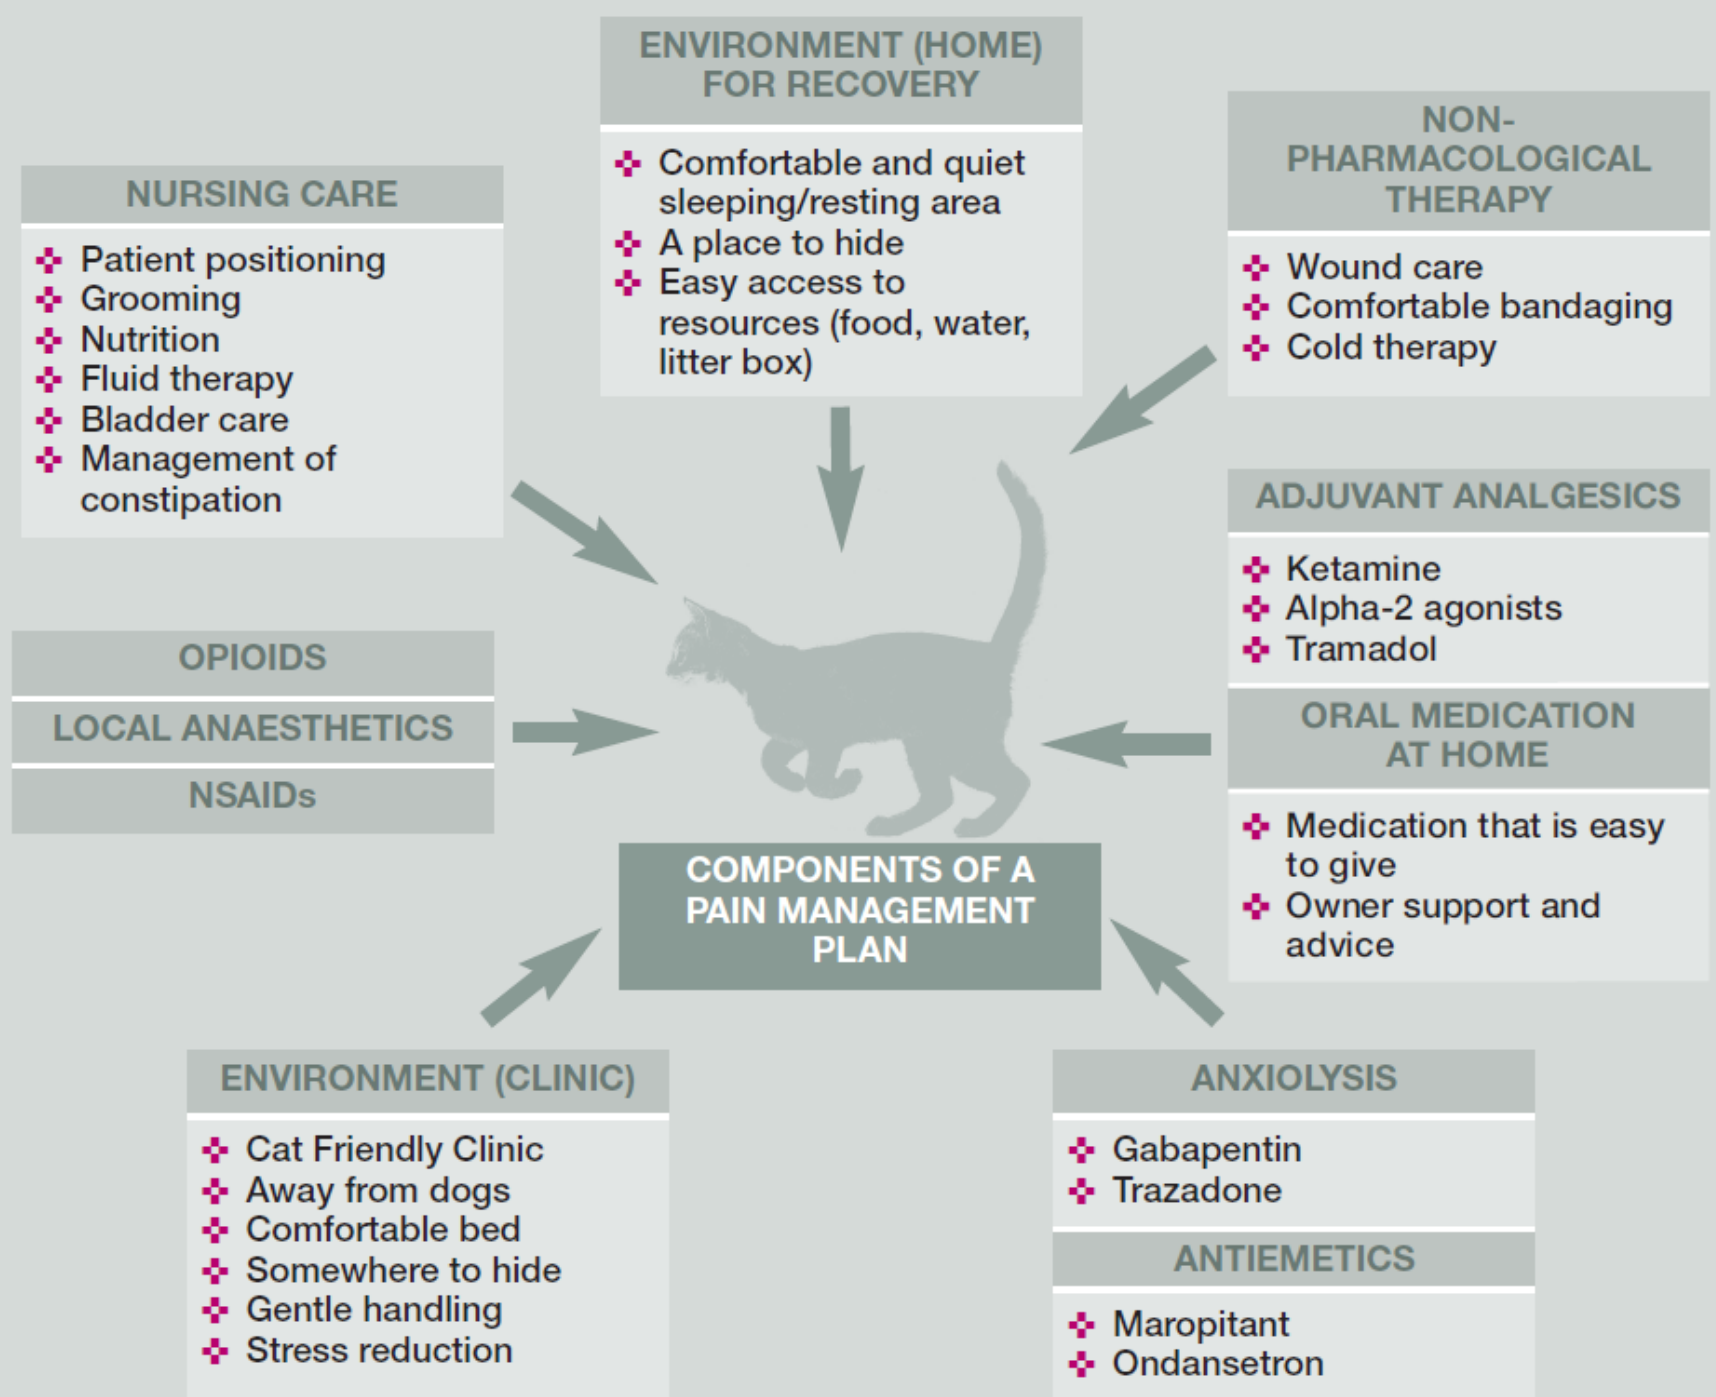 ENVIRONMENT (HOME)
FOR RECOVERY
Comfortable and quiet
sleeping/resting area
A place to hide
Easy access to
resources (food, water,
litter box)
NON-
PHARMACOLOGICAL
THERAPY
Wound care
Comfortable bandaging
Cold therapy
NURSING CARE
Patient positioning
Grooming
Nutrition
Fluid therapy
Bladder care
Management of
constipation
ADJUVANT ANALGESICS
Ketamine
Alpha-2 agonists
Tramadol
ORAL MEDICATION
AT HOME
Medication that is easy
to give
Owner support and
advice
OPIOIDS
LOCAL ANAESTHETICS
NSAIDs
COMPONENTS OF A
PAIN MANAGEMENT
PLAN
ENVIRONMENT (CLINIC)
Cat Friendly Clinic
Away from dogs
Comfortable bed
Somewhere to hide
Gentle handling
Stress reduction
ANXIOLYSIS
Gabapentin
Trazadone
ANTIEMETICS
Maropitant
Ondansetron